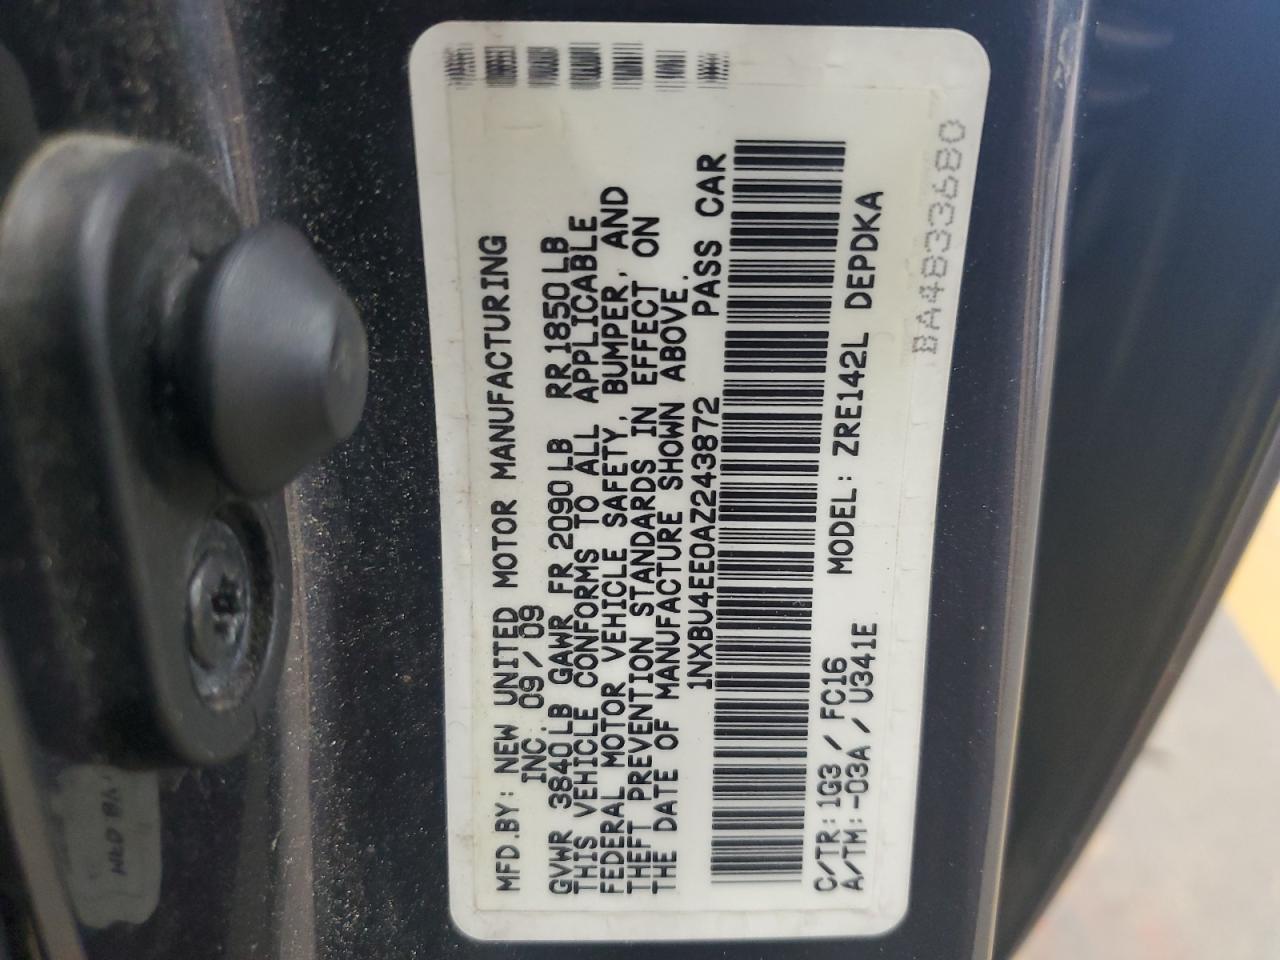 MFD.BY: NEW UNITED MOTOR MANUFACTURING
INC. 09/09
GVWR 3840LB GAWR FR 2090LB RR 1850LB
THIS VEHICLE CONFORMS TO ALL APPLICABLE
FEDERAL MOTOR VEHICLE SAFETY, BUMPER, AND
THEFT PREVENTION STANDARDS IN EFFECT ON
THE DATE OF MANUFACTURE SHOWN ABOVE.
1NXBU4EE0AZ243872 PASS CAR
C/TR: 1G3 / FC16 MODEL: ZRE142L DEPDKA
A/TM: -03A / U341E
BA4833680